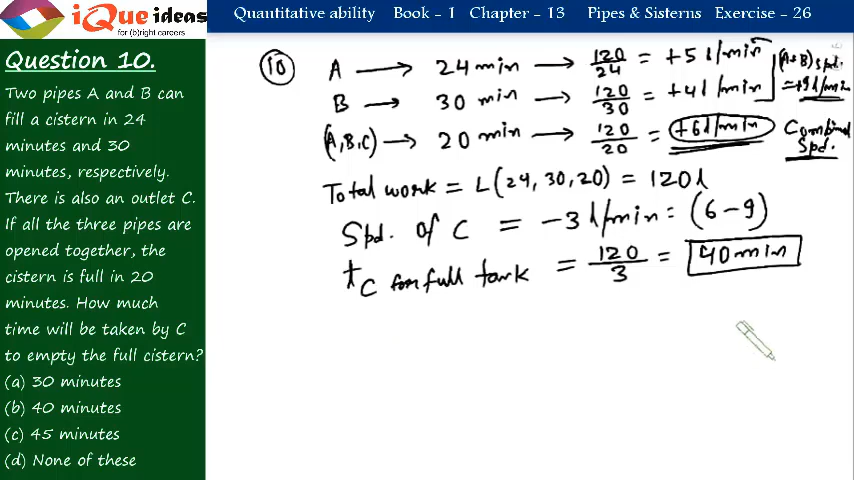 iQue ideas
for (b)right careers
Quantitative ability Book - 1 Chapter - 13 Pipes & Sisterns Exercise - 26
Question 10.
Two pipes A and B can
fill a cistern in 24
minutes and 30
minutes, respectively.
There is also an outlet C.
If all the three pipes are
opened together, the
cistern is full in 20
minutes. How much
time will be taken by C
to empty the full cistern?
(a) 30 minutes
(b) 40 minutes
(c) 45 minutes
(d) None of these
10 A → 24 min → 120/24 = +5 l/min
B → 30 min → 120/30 = +4 l/min
(A+B) spd.
= +9 l/min
(A,B,C) → 20 min → 120/20 = +6 l/min Combined
Spd.
Total work = L(24, 30, 20) = 120l
Spd. of C = -3 l/min = (6 - 9)
tC for full tank = 120/3 = 40 min